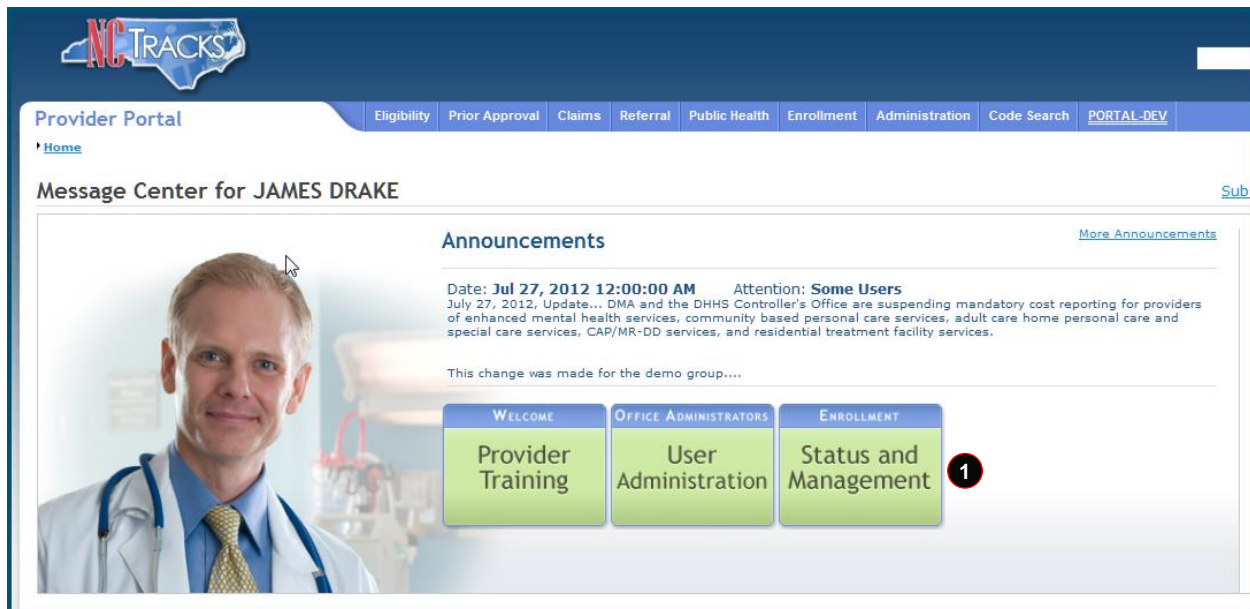 NCTRACKS
Provider Portal
Eligibility Prior Approval Claims Referral Public Health Enrollment Administration Code Search PORTAL-DEV
Home
Message Center for JAMES DRAKE
Sub
Announcements
More Announcements
Date: Jul 27, 2012 12:00:00 AM Attention: Some Users
July 27, 2012, Update... DMA and the DHHS Controller's Office are suspending mandatory cost reporting for providers
of enhanced mental health services, community based personal care services, adult care home personal care and
special care services, CAP/MR-DD services, and residential treatment facility services.
This change was made for the demo group....
WELCOME
Provider
Training
OFFICE ADMINISTRATORS
User
Administration
ENROLLMENT
Status and
Management
1